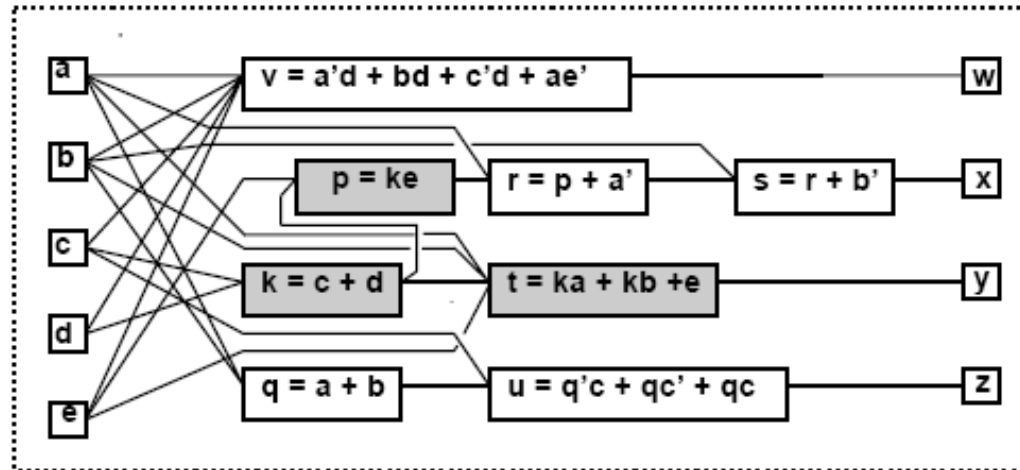 a
v = a'd + bd + c'd + ae'
w
b
p = ke
r = p + a'
s = r + b'
x
c
k = c + d
t = ka + kb +e
y
d
q = a + b
u = q'c + qc' + qc
z
e